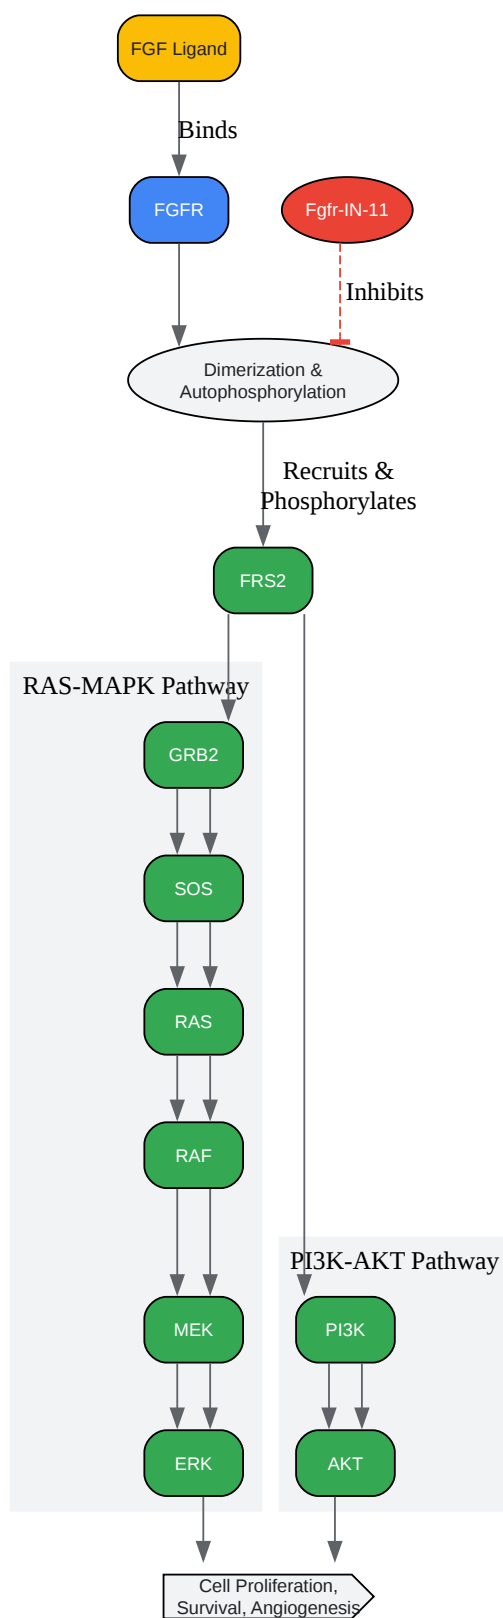 FGF Ligand
Binds
FGFR
Fgfr-IN-11
Inhibits
Dimerization &
Autophosphorylation
Recruits &
Phosphorylates
FRS2
RAS-MAPK Pathway
GRB2
SOS
RAS
RAF
PI3K-AKT Pathway
MEK
PI3K
ERK
AKT
Cell Proliferation,
Survival, Angiogenesis